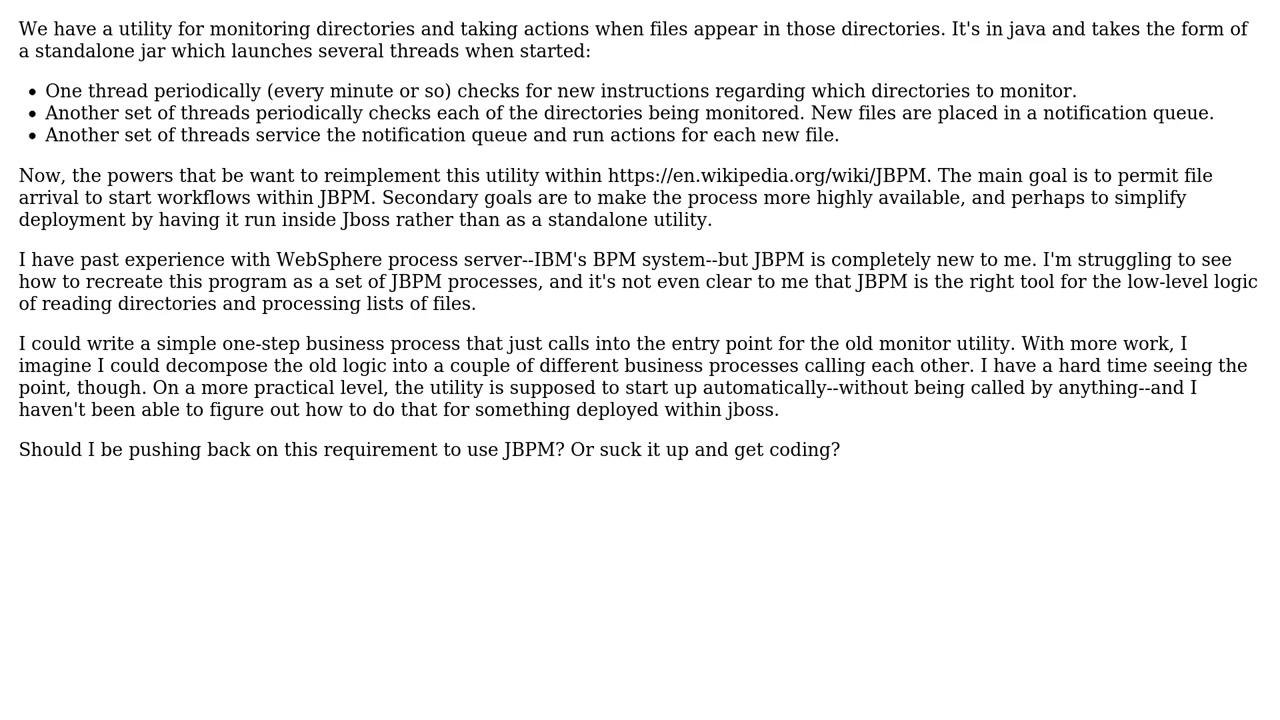 We have a utility for monitoring directories and taking actions when files appear in those directories. It's in java and takes the form of
a standalone jar which launches several threads when started:
• One thread periodically (every minute or so) checks for new instructions regarding which directories to monitor.
• Another set of threads periodically checks each of the directories being monitored. New files are placed in a notification queue.
• Another set of threads service the notification queue and run actions for each new file.
Now, the powers that be want to reimplement this utility within https://en.wikipedia.org/wiki/JBPM. The main goal is to permit file
arrival to start workflows within JBPM. Secondary goals are to make the process more highly available, and perhaps to simplify
deployment by having it run inside Jboss rather than as a standalone utility.
I have past experience with WebSphere process server--IBM's BPM system--but JBPM is completely new to me. I'm struggling to see
how to recreate this program as a set of JBPM processes, and it's not even clear to me that JBPM is the right tool for the low-level logic
of reading directories and processing lists of files.
I could write a simple one-step business process that just calls into the entry point for the old monitor utility. With more work, I
imagine I could decompose the old logic into a couple of different business processes calling each other. I have a hard time seeing the
point, though. On a more practical level, the utility is supposed to start up automatically--without being called by anything--and I
haven't been able to figure out how to do that for something deployed within jboss.
Should I be pushing back on this requirement to use JBPM? Or suck it up and get coding?